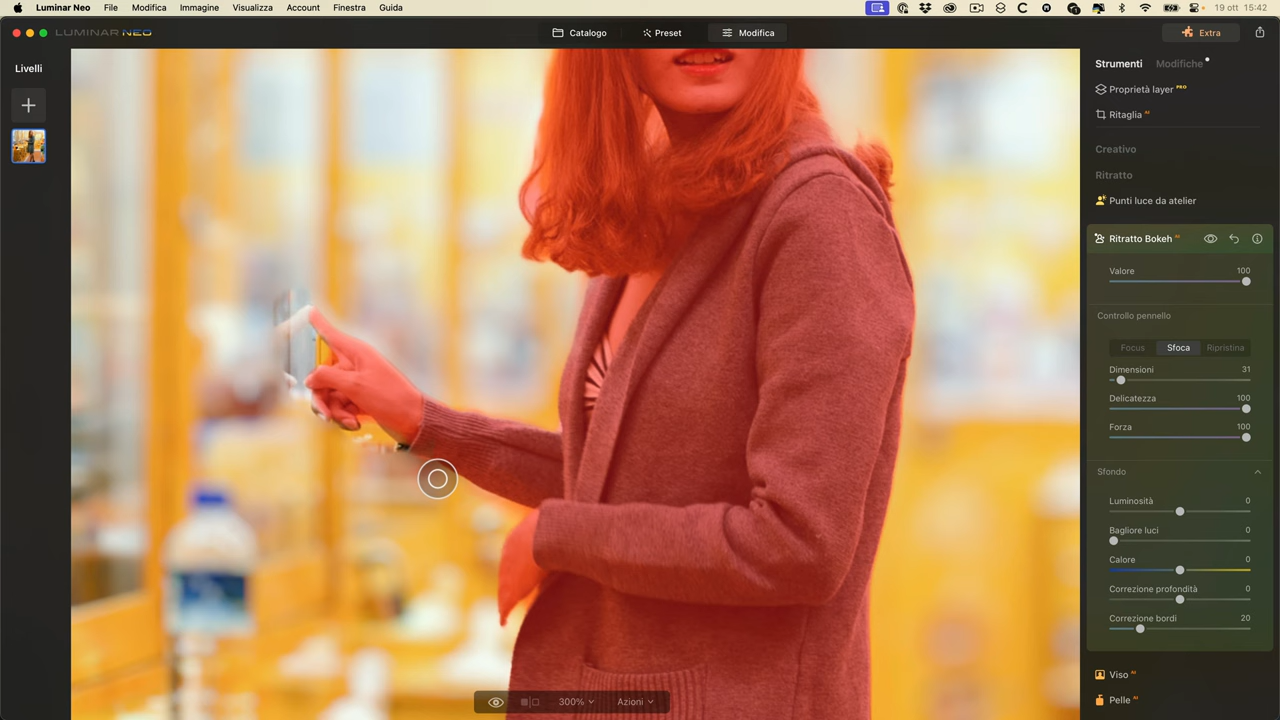 Luminar Neo File Modifica Immagine Visualizza Account Finestra Guida 19 ott 15:42
LUMINAR NEO Catalogo Preset Modifica Extra
Livelli
Strumenti Modifiche
Proprietà layer PRO
Ritaglia AI
Creativo
Ritratto
Punti luce da atelier
Ritratto Bokeh AI
Valore 100
Controllo pennello
Focus Sfoca Ripristina
Dimensioni 31
Delicatezza 100
Forza 100
Sfondo
Luminosità 0
Bagliore luci 0
Calore 0
Correzione profondità 0
Correzione bordi 20
Viso AI
Pelle AI
300% Azioni